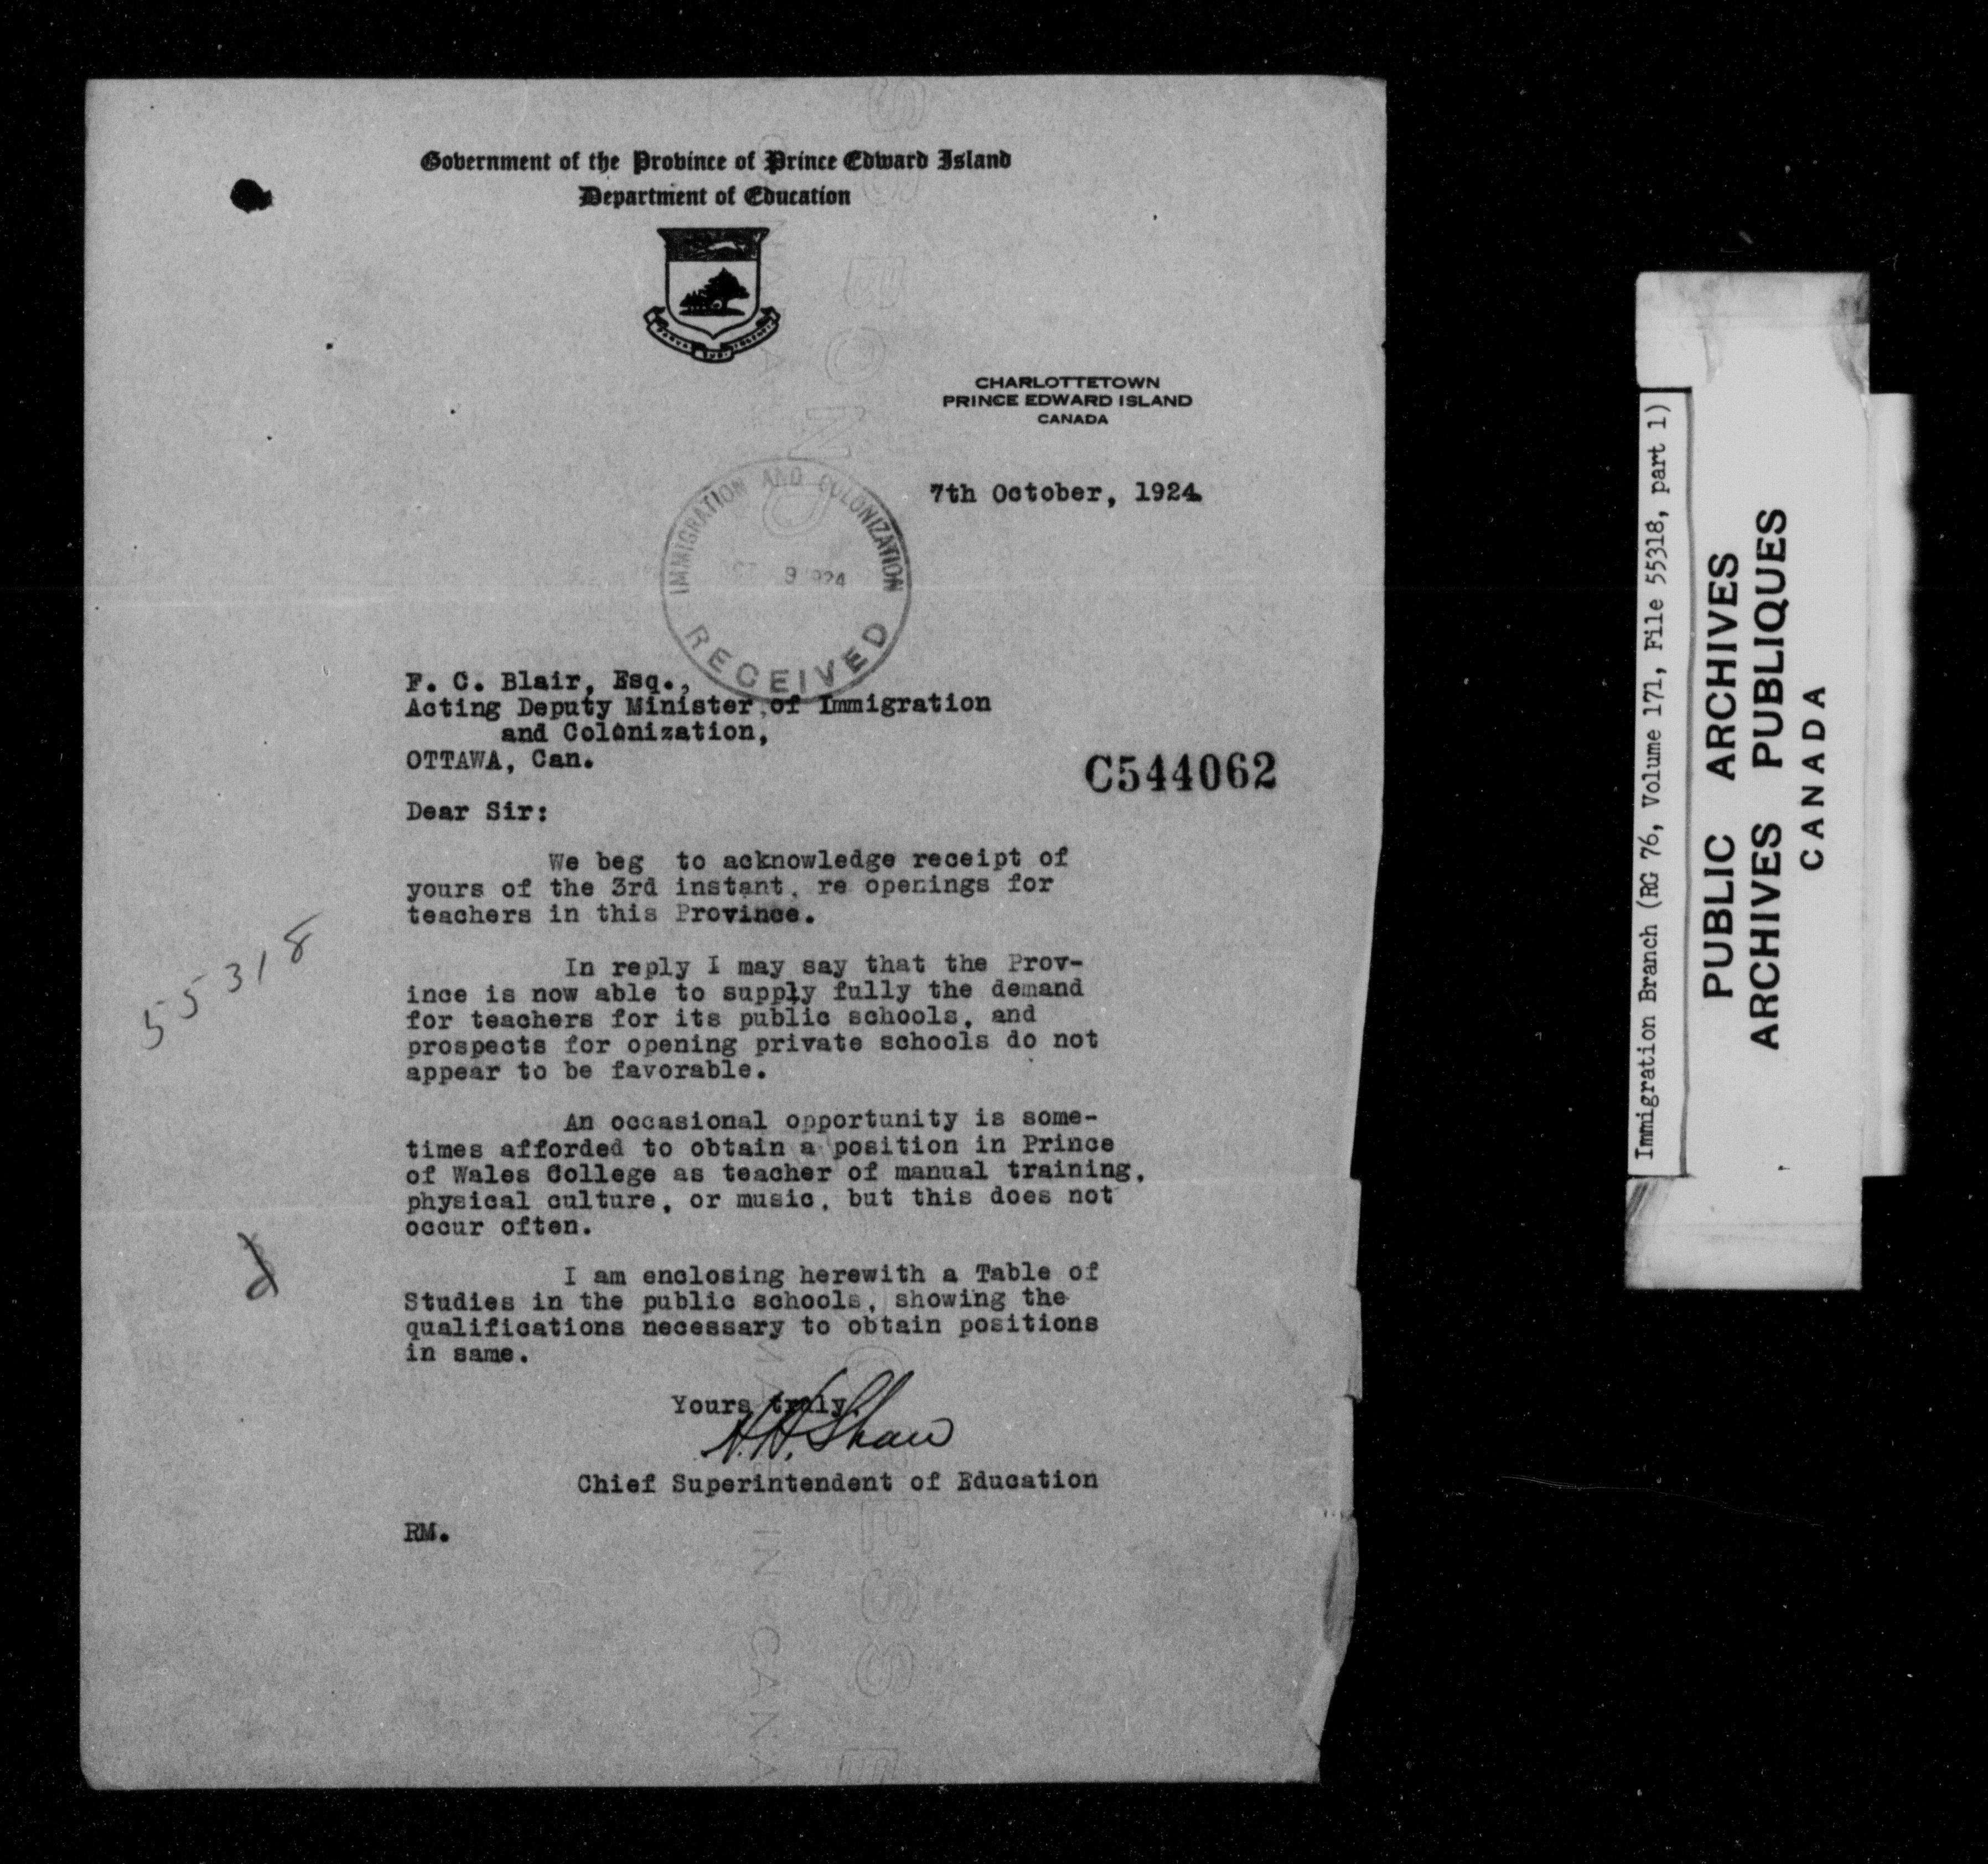 Government of the Province of Prince Edward Island
Department of Education
CHARLOTTETOWN
PRINCE EDWARD ISLAND
CANADA
7th October, 1924.
IMMIGRATION AND COLONIZATION
OCT 9 1924
RECEIVED
F. C. Blair, Esq.,
Acting Deputy Minister of Immigration
and Colonization,
OTTAWA, Can.
C544062
Dear Sir:
We beg to acknowledge receipt of
yours of the 3rd instant, re openings for
teachers in this Province.
In reply I may say that the Prov-
ince is now able to supply fully the demand
for teachers for its public schools, and
prospects for opening private schools do not
appear to be favorable.
55318
An occasional opportunity is some-
times afforded to obtain a position in Prince
of Wales College as teacher of manual training,
physical culture, or music, but this does not
occur often.
I am enclosing herewith a Table of
Studies in the public schools, showing the
qualifications necessary to obtain positions
in same.
Yours truly,
H.H. Shaw
Chief Superintendent of Education
RM.
Immigration Branch (RG 76, Volume 171, File 55318, part 1)
PUBLIC ARCHIVES
ARCHIVES PUBLIQUES
CANADA